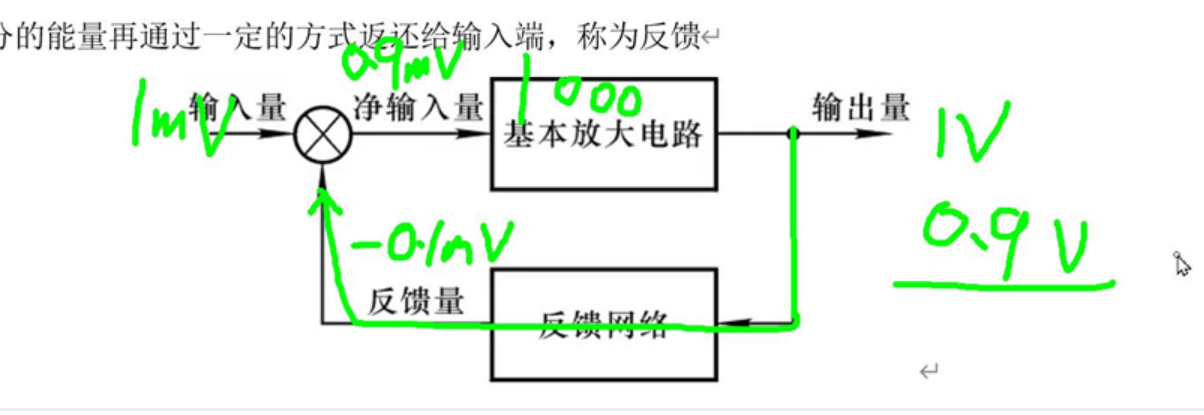 分的能量再通过一定的方式返还给输入端，称为反馈↵
0.9mV
1mV 输入量 净输入量 1000 基本放大电路 输出量 1V
-0.1mV 0.9V
反馈量 反馈网络
↵